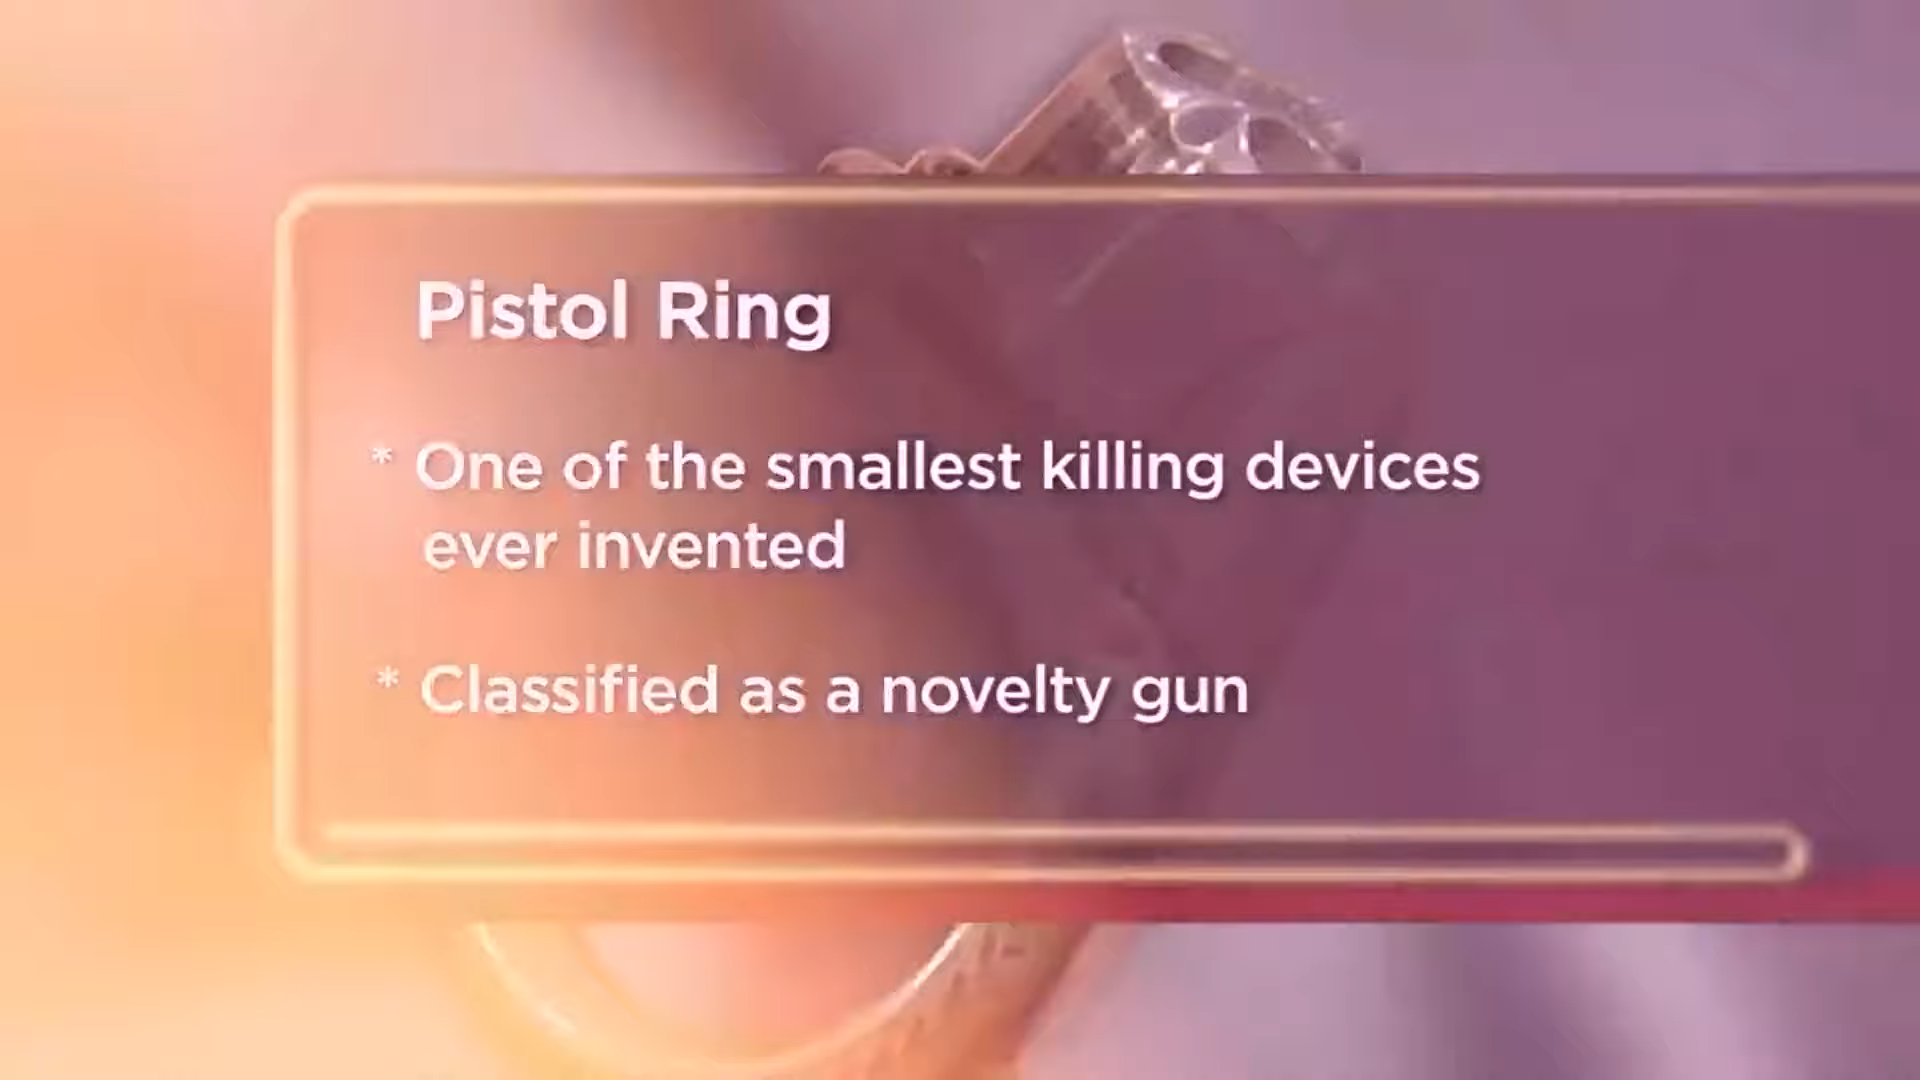 Pistol Ring
* One of the smallest killing devices
ever invented
* Classified as a novelty gun